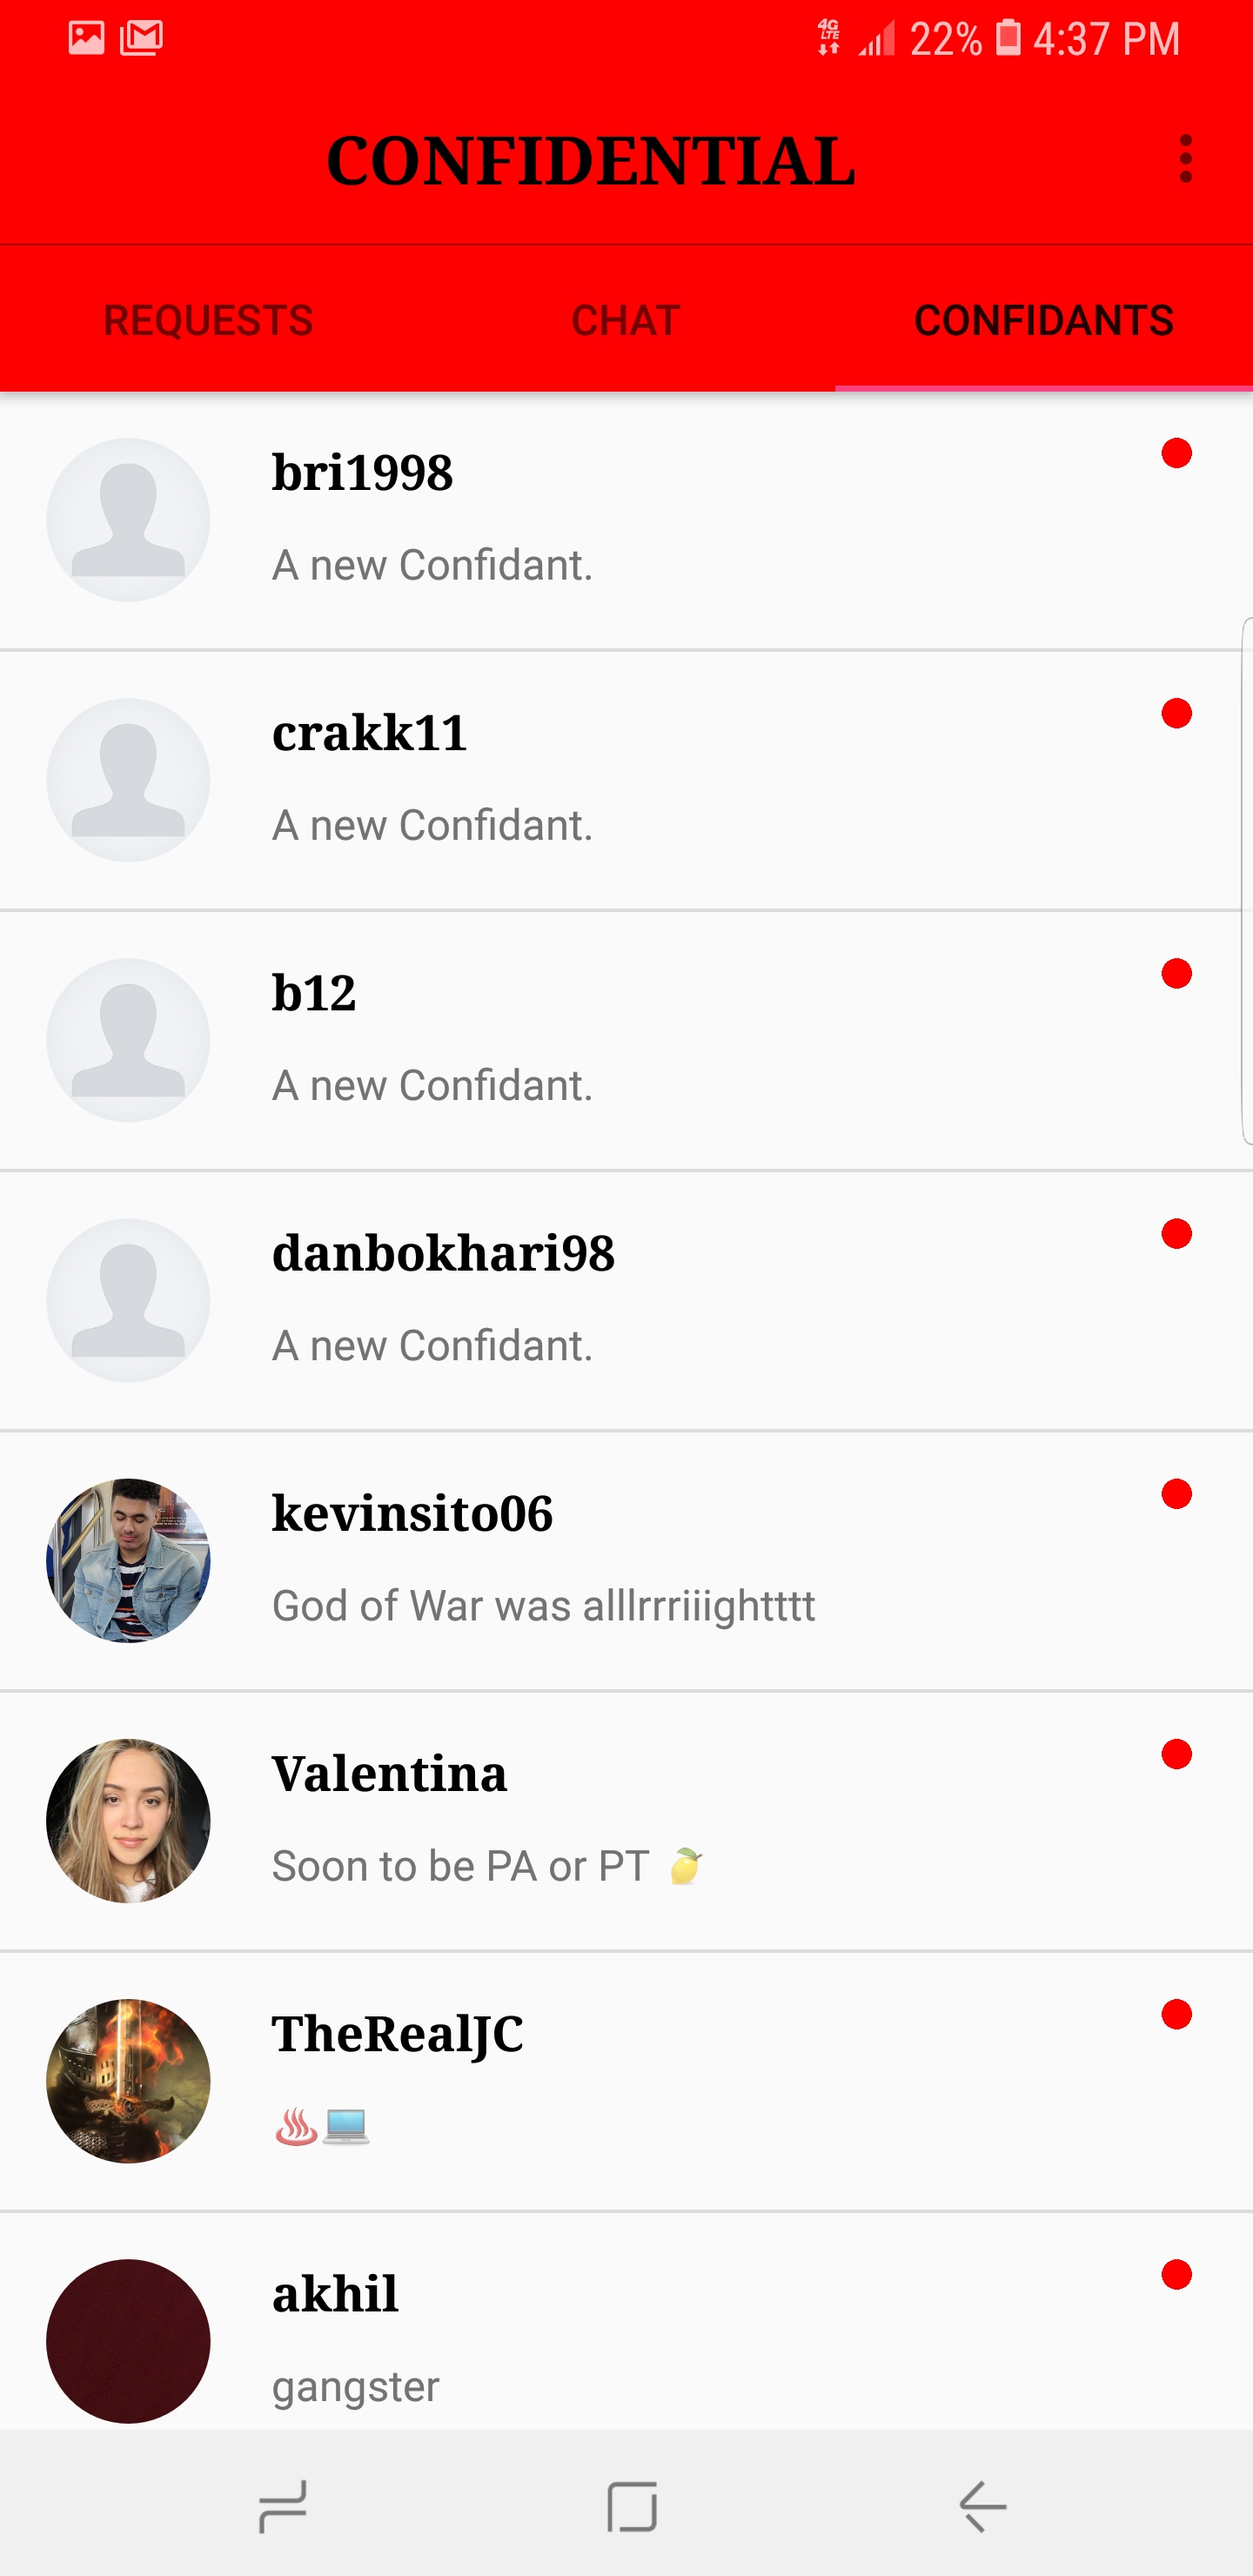 4G LTE 22% 4:37 PM
CONFIDENTIAL
REQUESTS CHAT CONFIDANTS
bri1998
A new Confidant.
crakk11
A new Confidant.
b12
A new Confidant.
danbokhari98
A new Confidant.
kevinsito06
God of War was alllrrriiightttt
Valentina
Soon to be PA or PT 🍋
TheRealJC
♨️💻
akhil
gangster